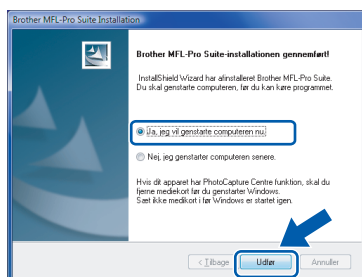 Brother MFL-Pro Suite Installation
Brother MFL-Pro Suite-installationen gennemført!
InstallShield Wizard har afinstalleret Brother MFL-Pro Suite.
Du skal genstarte computeren, før du kan køre programmet.
Ja, jeg vil genstarte computeren nu.
Nej, jeg genstarter computeren senere.
Hvis dit apparat har PhotoCapture Centre funktion, skal du
fjerne mediekort før du genstarter Windows.
Sæt ikke medikort i før Windows er startet igen.
< Tilbage
Udfør
Annuller